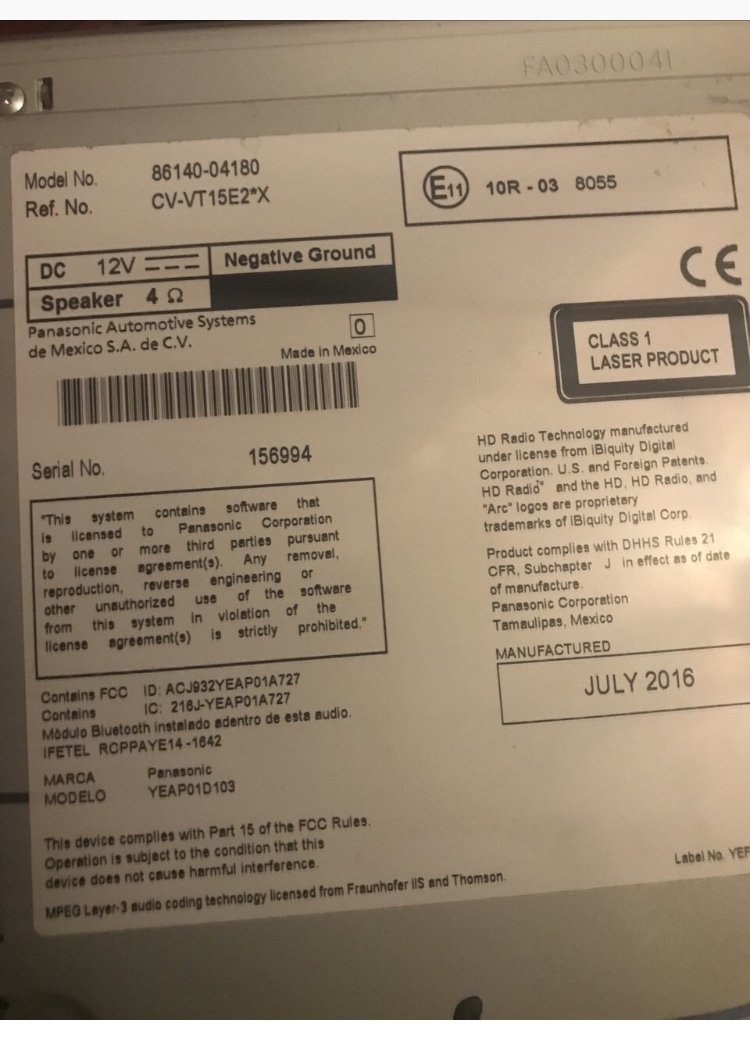 FA0300041
Model No. 86140-04180
Ref. No. CV-VT15E2*X
E11 10R - 03 8055
DC 12V
Negative Ground
Speaker 4 Ω
CE
Panasonic Automotive Systems
de Mexico S.A. de C.V.
0
Made in Mexico
CLASS 1
LASER PRODUCT
Serial No. 156994
HD Radio Technology manufactured
under license from iBiquity Digital
Corporation. U.S. and Foreign Patents.
HD Radio™ and the HD, HD Radio, and
"Arc" logos are proprietary
trademarks of iBiquity Digital Corp.
"This system contains software that
is licensed to Panasonic Corporation
by one or more third parties pursuant
to license agreement(s). Any removal,
reproduction, reverse engineering or
other unauthorized use of the software
from this system in violation of the
license agreement(s) is strictly prohibited."
Product complies with DHHS Rules 21
CFR, Subchapter J in effect as of date
of manufacture.
Panasonic Corporation
Tamaulipas, Mexico
MANUFACTURED
JULY 2016
Contains FCC ID: ACJ932YEAP01A727
Contains IC: 216J-YEAP01A727
Módulo Bluetooth instalado adentro de esta audio.
IFETEL RCPPAYE14-1642
MARCA Panasonic
MODELO YEAP01D103
This device complies with Part 15 of the FCC Rules.
Operation is subject to the condition that this
device does not cause harmful interference.
Label No. YEF
MPEG Layer-3 audio coding technology licensed from Fraunhofer IIS and Thomson.